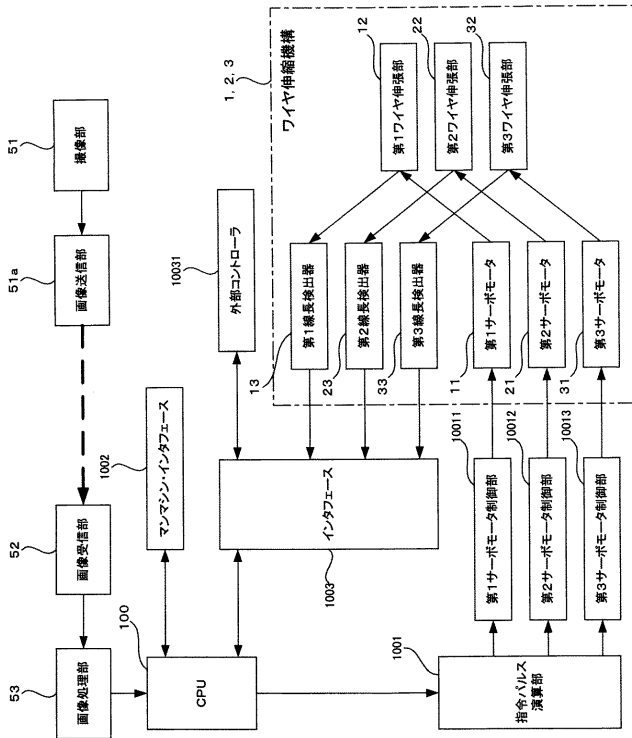 51
撮像部
51a
画像送信部
52
画像受信部
53
画像処理部
1002
マンマシン・インタフェース
100
CPU
10031
外部コントローラ
インタフェース
1003
1, 2, 3
ワイヤ伸縮機構
12
第1ワイヤ伸張部
22
第2ワイヤ伸張部
32
第3ワイヤ伸張部
第1線長検出器
13
第2線長検出器
23
第3線長検出器
33
11
第1サーボモータ
21
第2サーボモータ
31
第3サーボモータ
10011
第1サーボモータ制御部
10012
第2サーボモータ制御部
10013
第3サーボモータ制御部
1001
指令パルス
演算部